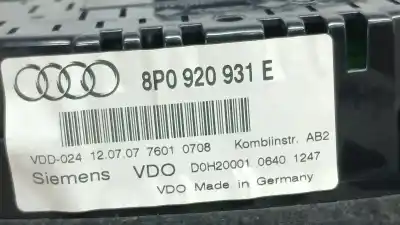 8P0 920 931 E
VDD-024 12.07.07 7601 0708 Kombiinstr. AB2
Siemens VDO D0H20001 0640 1247
VDO Made in Germany